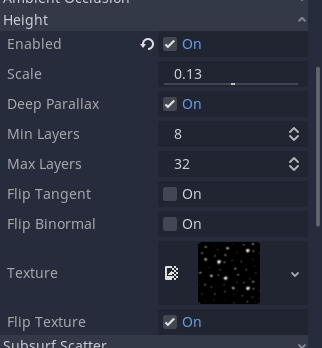 Ambient Occlusion
Height
Enabled On
Scale 0.13
Deep Parallax On
Min Layers 8
Max Layers 32
Flip Tangent On
Flip Binormal On
Texture
Flip Texture On
Subsurf Scatter